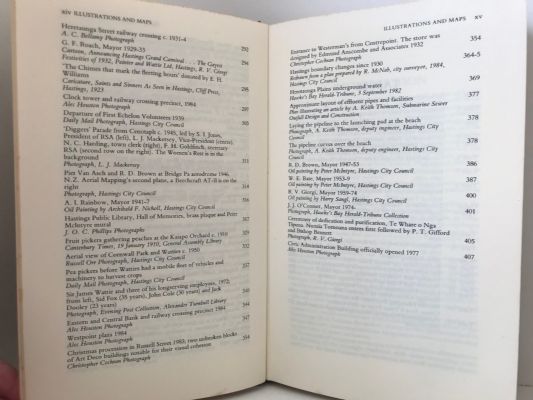 xiv ILLUSTRATIONS AND MAPS
Heretaunga Street railway crossing c. 1931-4
A. C. Bellamy Photograph 292
G. F. Roach, Mayor 1929-33 293
Cartoon, Announcing Hastings Grand Carnival
Festivities of 1932, Painter and Wattie Ltd, Hastings, R. V. Giorgi
'The Chimes that mark the fleeting hours' donated by E. H.
Williams
Caricature, Saints and Sinners As Seen in Hastings, Cliff Press,
Hastings, 1923
Clock tower and railway crossing precinct, 1984
Alec Houston Photograph
Departure of First Echelon Volunteers 1939
Daily Mail Photograph, Hastings City Council
'Diggers' Parade from Cenotaph c. 1945, led by S. I. Jones,
President of RSA (left), L. J. Mackersey, Vice-President (centre),
N. C. Harding, town clerk (right), F. H. Goldfinch, secretary
RSA (second row on the right). The Women's Rest is in the
background
Photograph, L. J. Mackersey
Piet Van Asch and R. D. Brown at Bridge Pa aerodrome 1946.
N.Z. Aerial Mapping's second plane, a Beechcraft AT-11 on the
right
Photograph, Hastings City Council
A. I. Rainbow, Mayor 1941-7
Oil Painting by Archibald F. Nicholl, Hastings City Council
Hastings Public Library, Hall of Memories, brass plaque and Peter
McIntyre mural
J. O. C. Phillips Photographs
Fruit pickers gathering peaches at the Kaiapo Orchard c. 1910
Canterbury Times, 19 January 1910, General Assembly Library
Aerial view of Cornwall Park and Watties c. 1950
Russell Orr Photograph, Hastings City Council
Pea pickers before Watties had a mobile fleet of vehicles and
machinery to harvest crops
Daily Mail Photograph, Hastings City Council
Sir James Wattie and three of his longserving employees, 1972;
from left, Sid Fox (35 years), John Cole (30 years) and Jack
Dooley (23 years)
Photograph, Evening Post Collection, Alexander Turnbull Library
Eastern and Central Bank and railway crossing precinct 1984
Alec Houston Photograph
Westpoint plans 1984
Alec Houston Photograph
Christmas procession in Russell Street 1983; two unbroken blocks
of Art Deco buildings notable for their visual cohesion 354
Christopher Cochran Photograph
ILLUSTRATIONS AND MAPS xv
Entrance to Westerman's from Centrepoint. The store was
designed by Edmund Anscombe and Associates 1932 354
Christopher Cochran Photograph
Hastings boundary changes since 1930 364-5
Redrawn from a plan prepared by R. McNab, city surveyor, 1984,
Hastings City Council
Heretaunga Plains underground water 369
Hawke's Bay Herald-Tribune, 3 September 1982
Approximate layout of effluent pipes and facilities 377
Plan illustrating an article by A. Keith Thomson, Submarine Sewer
Outfall Design and Construction
Laying the pipeline to the launching pad at the beach 378
Photograph, A. Keith Thomson, deputy engineer, Hastings City
Council
The pipeline curves over the beach 378
Photograph, A. Keith Thomson, deputy engineer, Hastings City
Council
R. D. Brown, Mayor 1947-53 386
Oil painting by Peter McIntyre, Hastings City Council
W. E. Bate, Mayor 1953-9 387
Oil painting by Peter McIntyre, Hastings City Council
R. V. Giorgi, Mayor 1959-74 400
Oil painting by Harry Sangl, Hastings City Council
J. J. O'Connor, Mayor 1974- 401
Photograph, Hawke's Bay Herald-Tribune Collection
Ceremony of dedication and purification, Te Whare o Nga
Tipuna. Nunuia Tomoana enters first followed by P. T. Gifford
and Bishop Bennett 405
Photograph, R. V. Giorgi
Civic Administration Building officially opened 1977 407
Alec Houston Photograph